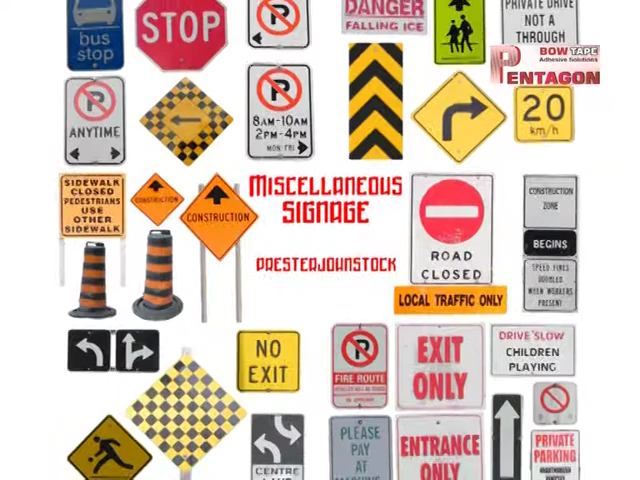 bus
stop
STOP
DANGER
FALLING ICE
PRIVATE DRIVE
NOT A
THROUGH
BOW TAPE
Adhesive Solutions
PENTAGON
P
ANYTIME
P
8AM-10AM
2PM-4PM
MON-FRI
20
km/h
SIDEWALK
CLOSED
PEDESTRIANS
USE
OTHER
SIDEWALK
CONSTRUCTION
CONSTRUCTION
MISCELLANEOUS
SIGNAGE
PRESTERJOHNSTOCK
ROAD
CLOSED
LOCAL TRAFFIC ONLY
CONSTRUCTION
ZONE
BEGINS
SPEED FINES
DOUBLED
WHEN WORKERS
PRESENT
NO
EXIT
P
FIRE ROUTE
EXIT
ONLY
DRIVE SLOW
CHILDREN
PLAYING
CENTRE
PLEASE
PAY
AT
ENTRANCE
ONLY
PRIVATE
PARKING